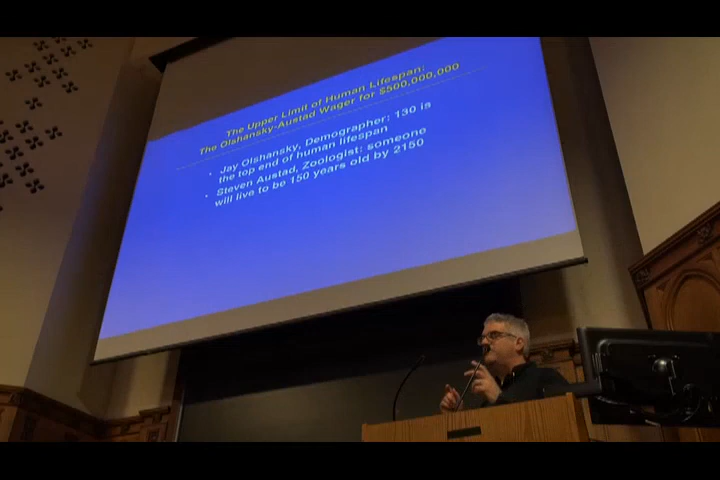 The Upper Limit of Human Lifespan:
The Olshansky-Austad Wager for $500,000,000
• Jay Olshansky, Demographer: 130 is
the top end of human lifespan
• Steven Austad, Zoologist: someone
will live to be 150 years old by 2150